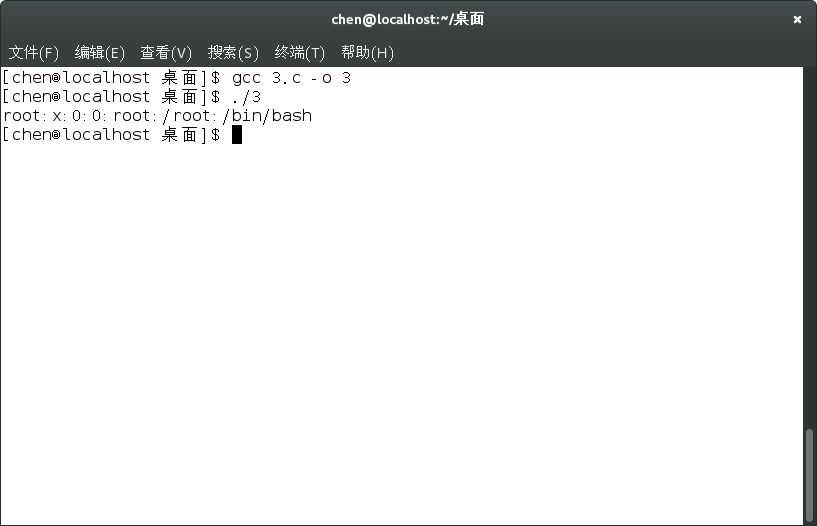 chen@localhost:~/桌面
文件(F) 编辑(E) 查看(V) 搜索(S) 终端(T) 帮助(H)
[chen@localhost 桌面]$ gcc 3.c -o 3
[chen@localhost 桌面]$ ./3
root:x:0:0:root:/root:/bin/bash
[chen@localhost 桌面]$